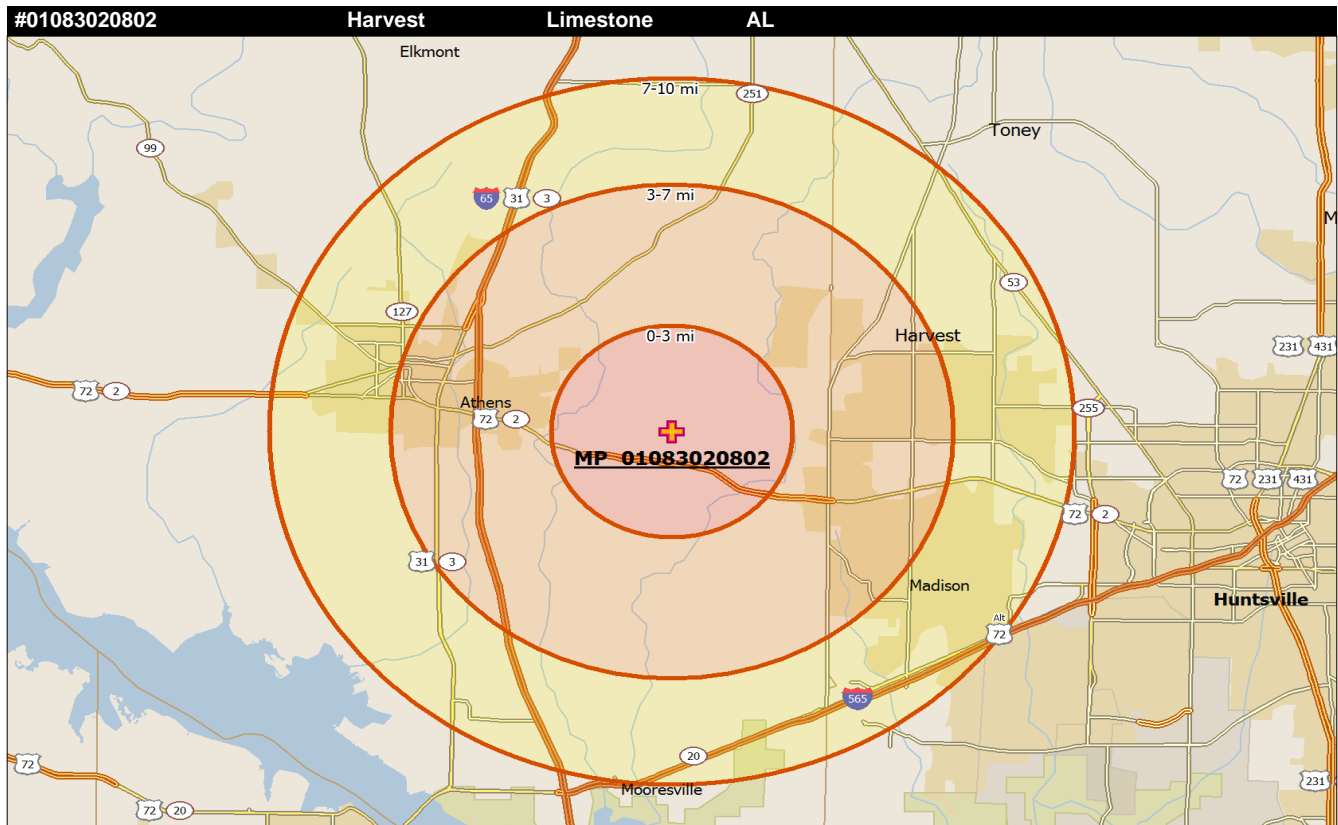 #01083020802 Harvest Limestone AL
Elkmont
7-10 mi
251
Toney
99
65 31 3
3-7 mi
M
53
127
0-3 mi
Harvest
231 431
72 2
Athens
72 2
255
MP 01083020802
72 231 431
72 2
31 3
Madison
Huntsville
Alt
72
565
20
72
231
Mooresville
72 20